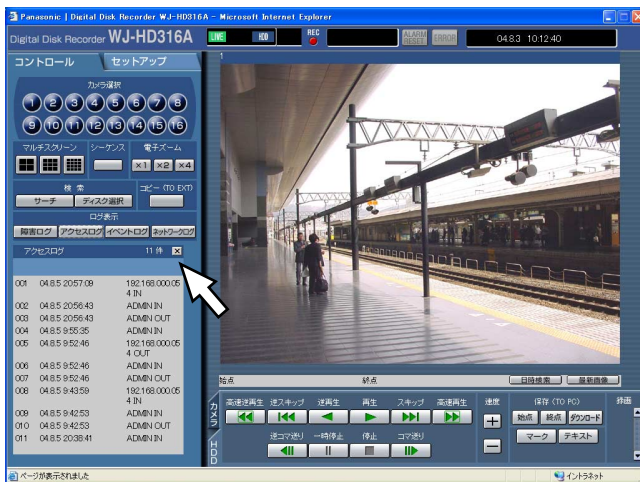 Panasonic | Digital Disk Recorder WJ-HD316A - Microsoft Internet Explorer
Digital Disk Recorder WJ-HD316A
LIVE HDD REC ALARM RESET ERROR 04.8.3 10:12:40
コントロール セットアップ
1
カメラ選択
1 2 3 4 5 6 7 8
9 10 11 12 13 14 15 16
マルチスクリーン シーケンス 電子ズーム
×1 ×2 ×4
検 索 コピー (TO EXT)
サーチ ディスク選択
ログ表示
障害ログ アクセスログ イベントログ ネットワークログ
アクセスログ 11 件
001 04.8.5 20:57:09 192.168.000.05
4 IN
002 04.8.5 20:56:43 ADMIN IN
003 04.8.5 20:56:43 ADMIN OUT
004 04.8.5 9:55:35 ADMIN IN
005 04.8.5 9:52:46 192.168.000.05
4 OUT
006 04.8.5 9:52:46 ADMIN IN
007 04.8.5 9:52:46 ADMIN OUT
008 04.8.5 9:43:59 192.168.000.05
4 IN
009 04.8.5 9:42:53 ADMIN IN
010 04.8.5 9:42:53 ADMIN OUT
011 04.8.5 20:38:41 ADMIN IN
始点 終点 日時検索 最新画像
カメラ
HDD
高速逆再生 逆スキップ 逆再生 再生 スキップ 高速再生 速度 保存 (TO PC) 録画
始点 終点 ダウンロード
逆コマ送り 一時停止 停止 コマ送り
マーク テキスト
ページが表示されました イントラネット